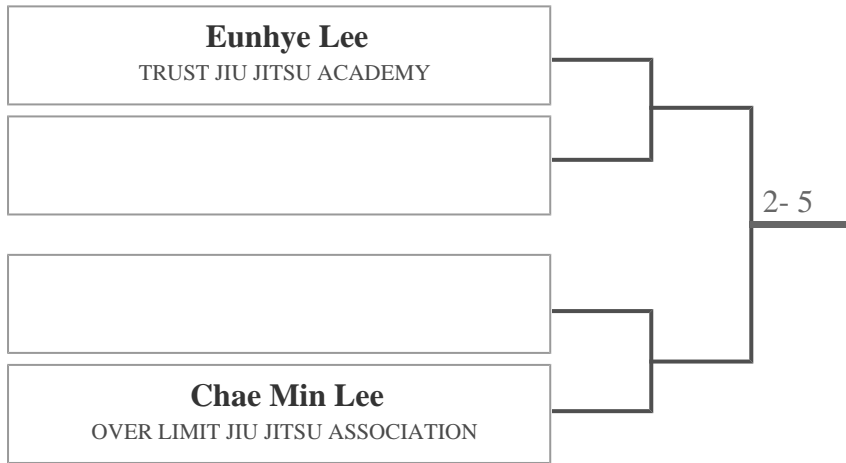 Eunhye Lee
TRUST JIU JITSU ACADEMY
2- 5
Chae Min Lee
OVER LIMIT JIU JITSU ASSOCIATION